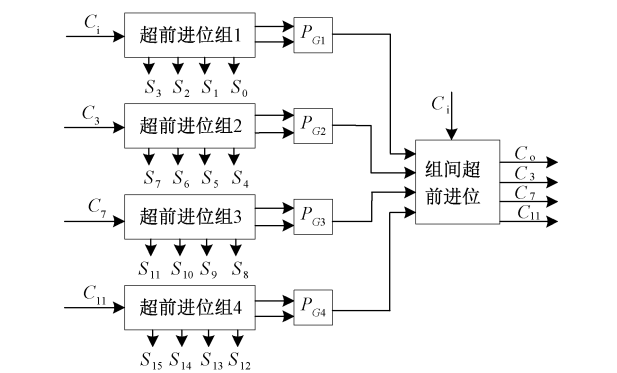 C_i 超前进位组1 P_G1
S_3 S_2 S_1 S_0
C_3 超前进位组2 P_G2 C_i
S_7 S_6 S_5 S_4
组间超
前进位
C_o
C_3
C_7
C_11
C_7 超前进位组3 P_G3
S_11 S_10 S_9 S_8
C_11 超前进位组4 P_G4
S_15 S_14 S_13 S_12